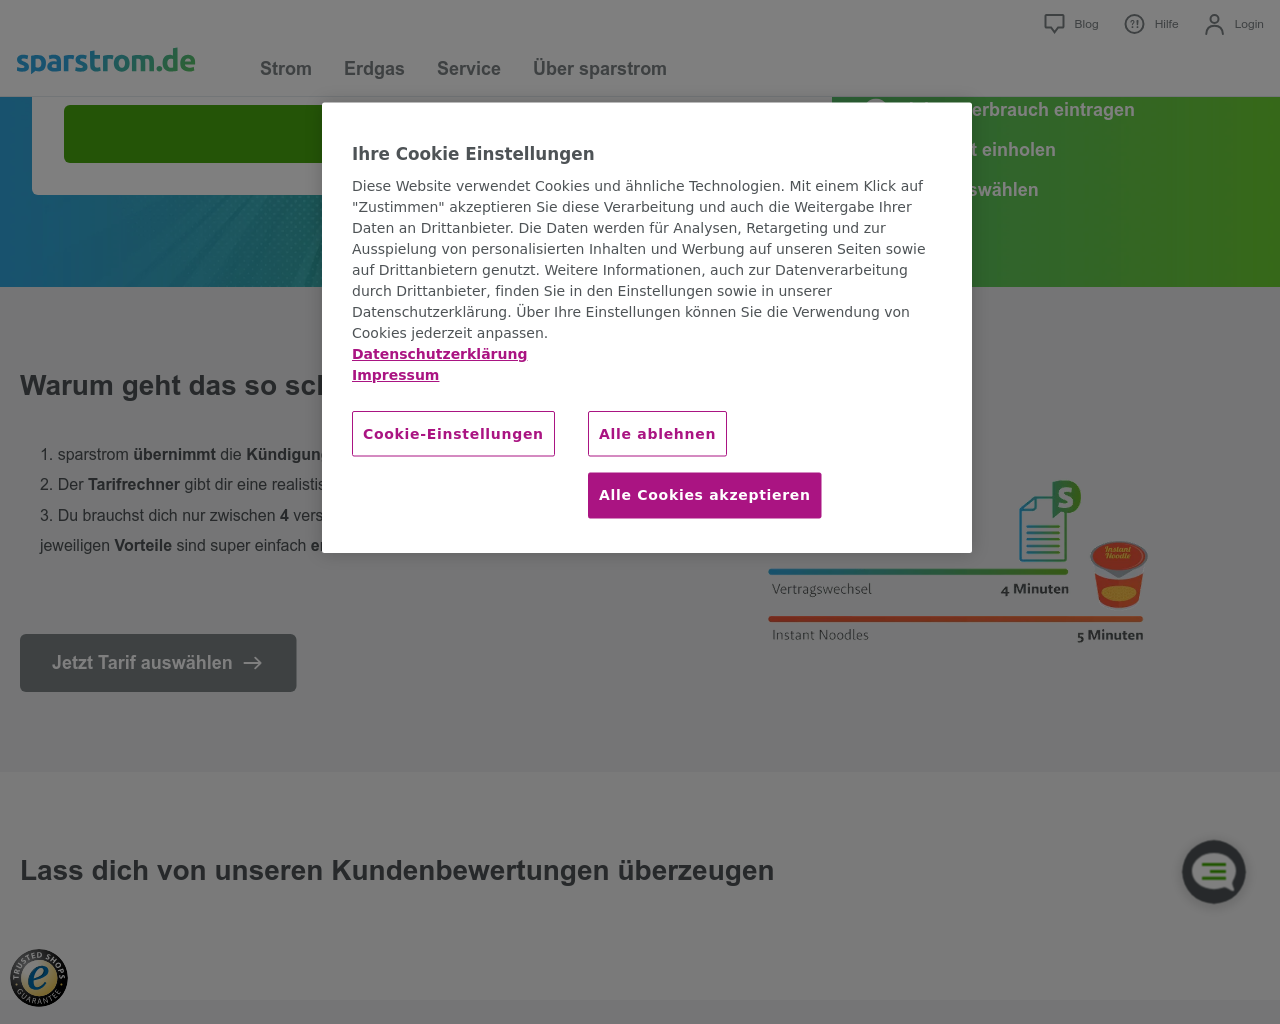 Blog
Hilfe
Login
sparstrom.de
Strom
Erdgas
Service
Über sparstrom
erbrauch eintragen
t einholen
swählen
Ihre Cookie Einstellungen
Diese Website verwendet Cookies und ähnliche Technologien. Mit einem Klick auf
"Zustimmen" akzeptieren Sie diese Verarbeitung und auch die Weitergabe Ihrer
Daten an Drittanbieter. Die Daten werden für Analysen, Retargeting und zur
Ausspielung von personalisierten Inhalten und Werbung auf unseren Seiten sowie
auf Drittanbietern genutzt. Weitere Informationen, auch zur Datenverarbeitung
durch Drittanbieter, finden Sie in den Einstellungen sowie in unserer
Datenschutzerklärung. Über Ihre Einstellungen können Sie die Verwendung von
Cookies jederzeit anpassen.
Datenschutzerklärung
Impressum
Cookie-Einstellungen
Alle ablehnen
Alle Cookies akzeptieren
Warum geht das so scl
1. sparstrom übernimmt die Kündigun
2. Der Tarifrechner gibt dir eine realistis
3. Du brauchst dich nur zwischen 4 vers
jeweiligen Vorteile sind super einfach e
Jetzt Tarif auswählen
S
Instant
Noodle
Vertragswechsel
4 Minuten
Instant Noodles
5 Minuten
Lass dich von unseren Kundenbewertungen überzeugen
TRUSTED SHOPS
e
GUARANTEE